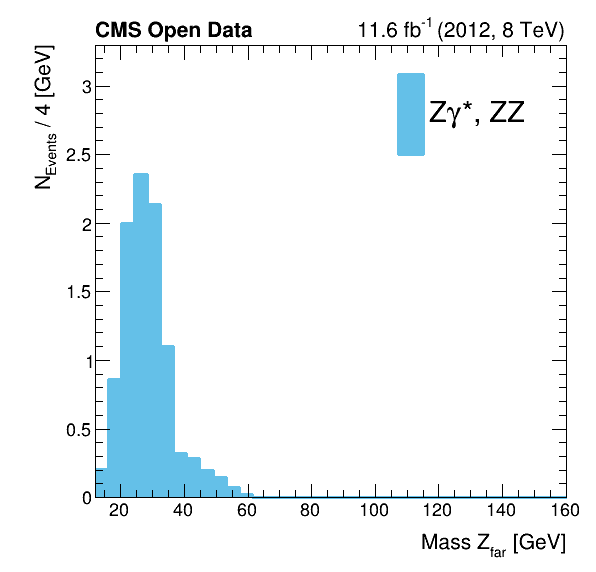 CMS Open Data 11.6 fb⁻¹ (2012, 8 TeV)
N_Events / 4 [GeV]
3
2.5
2
1.5
1
0.5
0
Zγ*, ZZ
20 40 60 80 100 120 140 160
Mass Z_far [GeV]